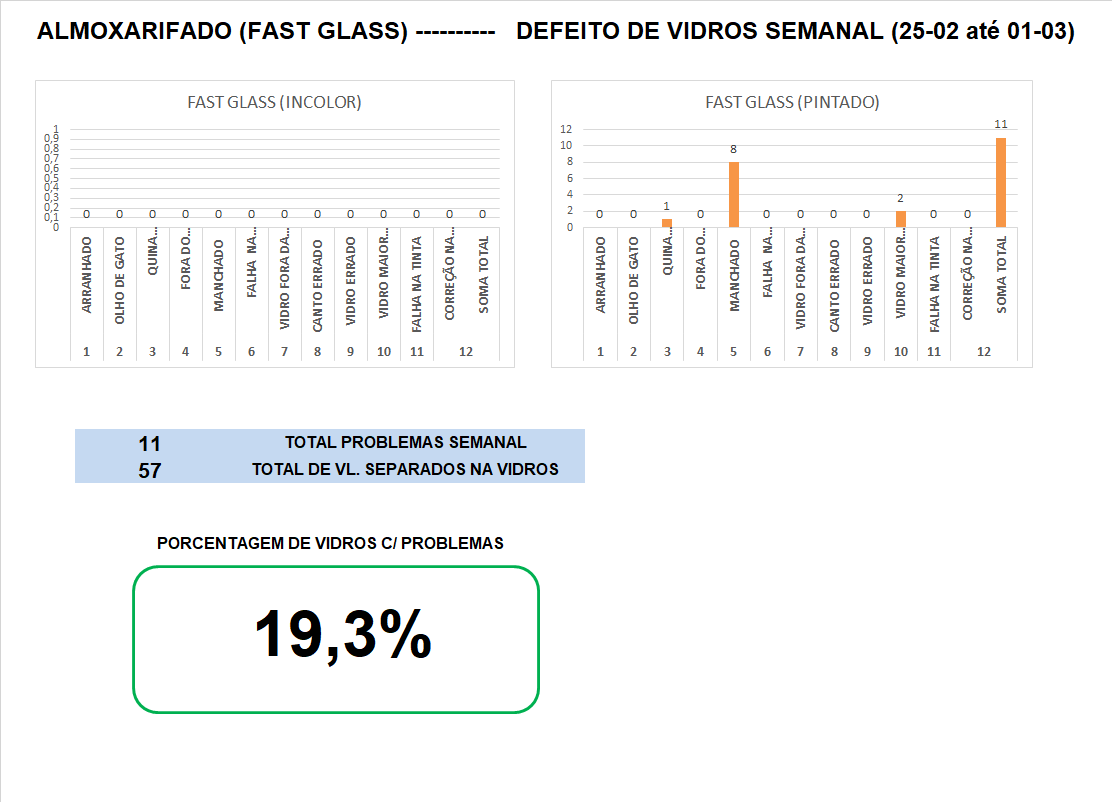 ALMOXARIFADO (FAST GLASS) ---------- DEFEITO DE VIDROS SEMANAL (25-02 até 01-03)
FAST GLASS (INCOLOR)
1
0,9
0,8
0,7
0,6
0,5
0,4
0,3
0,2
0,1
0
0 0 0 0 0 0 0 0 0 0 0 0 0
ARRANHADO
OLHO DE GATO
QUINA...
FORA DO...
MANCHADO
FALHA NA...
VIDRO FORA DA...
CANTO ERRADO
VIDRO ERRADO
VIDRO MAIOR...
FALHA NA TINTA
CORREÇÃO NA...
SOMA TOTAL
1 2 3 4 5 6 7 8 9 10 11 12
FAST GLASS (PINTADO)
12
10
8
6
4
2
0
0 0 1 0 8 0 0 0 0 2 0 0 11
ARRANHADO
OLHO DE GATO
QUINA...
FORA DO...
MANCHADO
FALHA NA...
VIDRO FORA DA...
CANTO ERRADO
VIDRO ERRADO
VIDRO MAIOR...
FALHA NA TINTA
CORREÇÃO NA...
SOMA TOTAL
1 2 3 4 5 6 7 8 9 10 11 12
11 TOTAL PROBLEMAS SEMANAL
57 TOTAL DE VL. SEPARADOS NA VIDROS
PORCENTAGEM DE VIDROS C/ PROBLEMAS
19,3%